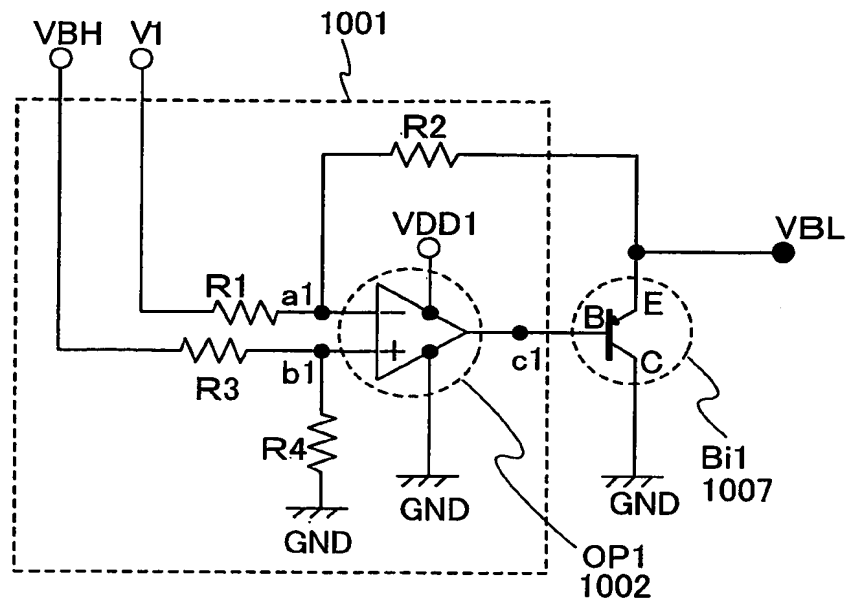 VBH
V1
1001
R2
VDD1
VBL
R1
a1
−
B
E
R3
b1
+
c1
C
R4
Bi1
1007
GND
GND
GND
OP1
1002